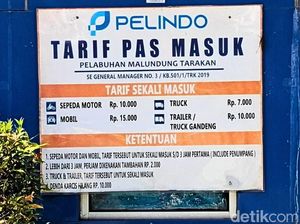 PELINDO
TARIF PAS MASUK
PELABUHAN MALUNDUNG TARAKAN
SE GENERAL MANAGER NO. 3 / KB.501/1/TRK 2019
TARIF SEKALI MASUK
SEPEDA MOTOR Rp. 10.000 TRUCK Rp. 7.000
MOBIL Rp. 15.000 TRAILER / TRUCK GANDENG Rp. 10.000
KETENTUAN
1. SEPEDA MOTOR DAN MOBIL, TARIF TERSEBUT UNTUK SEKALI MASUK S/D 3 JAM PERTAMA ( INCLUDE PENUMPANG )
2. LEBIH DARI 3 JAM, PERJAM DIKENAKAN TAMBAHAN RP. 2.000
3. TRUCK & TRAILER, TARIF TERSEBUT UNTUK SEKALI MASUK
DENDA KARCIS HILANG Rp. 10.000
detikcom